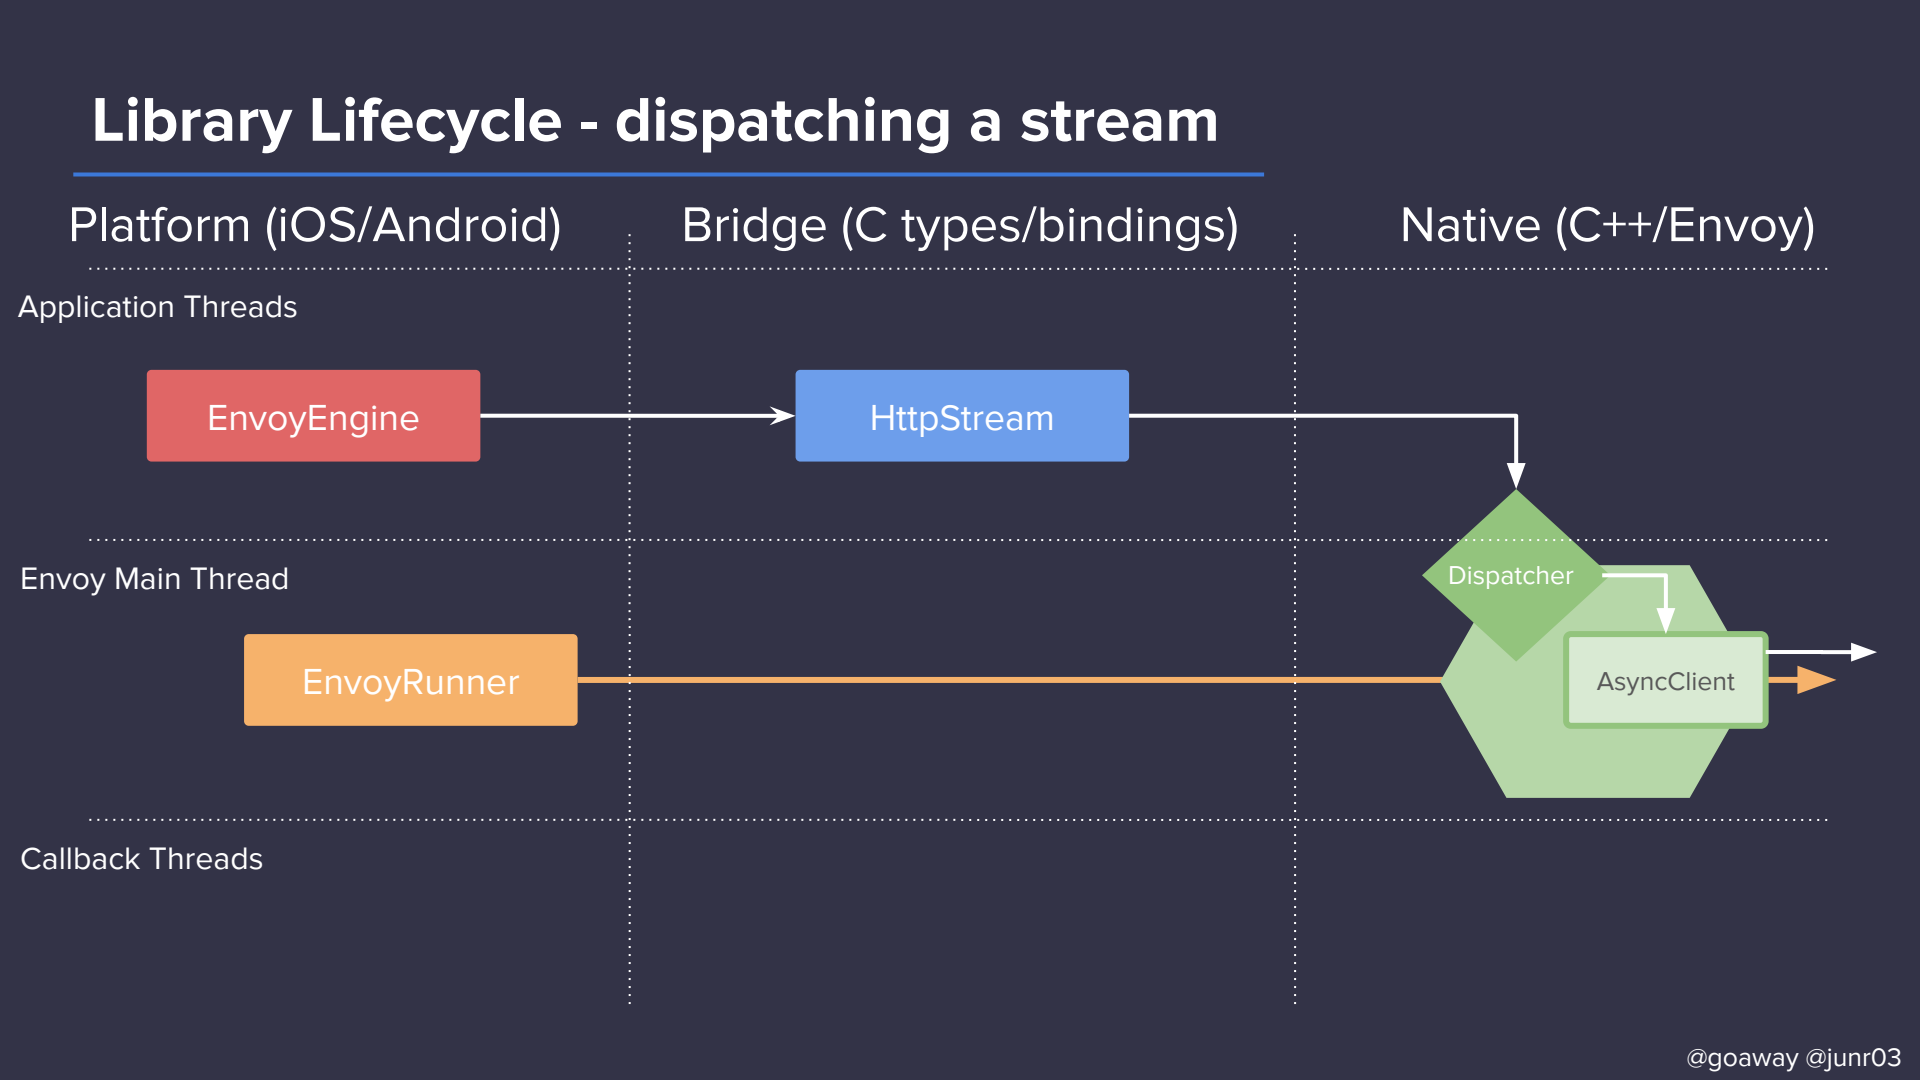 Library Lifecycle - dispatching a stream
Platform (iOS/Android)
Bridge (C types/bindings)
Native (C++/Envoy)
Application Threads
EnvoyEngine
HttpStream
Envoy Main Thread
Dispatcher
EnvoyRunner
AsyncClient
Callback Threads
@goaway @junr03